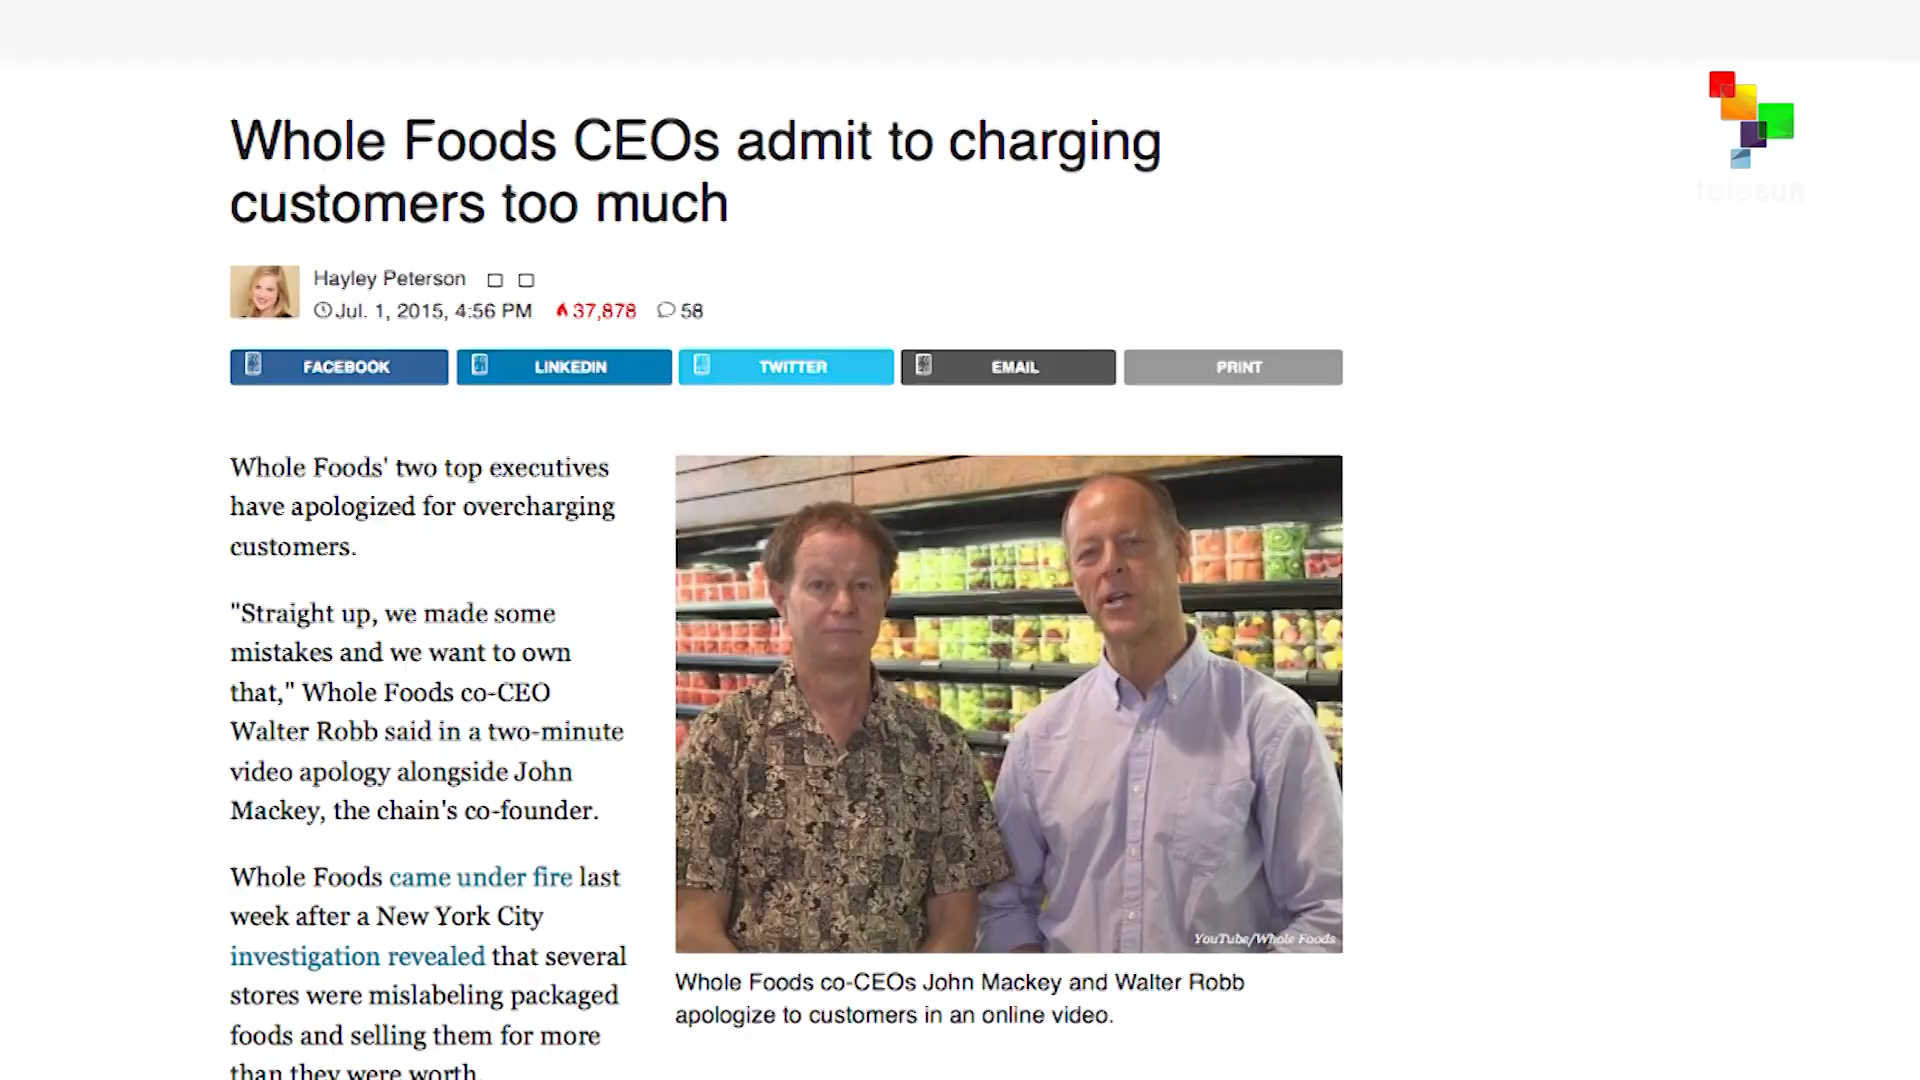 Whole Foods CEOs admit to charging
customers too much
Hayley Peterson
Jul. 1, 2015, 4:56 PM 37,878 58
FACEBOOK LINKEDIN TWITTER EMAIL PRINT
Whole Foods' two top executives
have apologized for overcharging
customers.
"Straight up, we made some
mistakes and we want to own
that," Whole Foods co-CEO
Walter Robb said in a two-minute
video apology alongside John
Mackey, the chain's co-founder.
Whole Foods came under fire last
week after a New York City
investigation revealed that several
stores were mislabeling packaged
foods and selling them for more
than they were worth.
YouTube/Whole Foods
Whole Foods co-CEOs John Mackey and Walter Robb
apologize to customers in an online video.
telesur